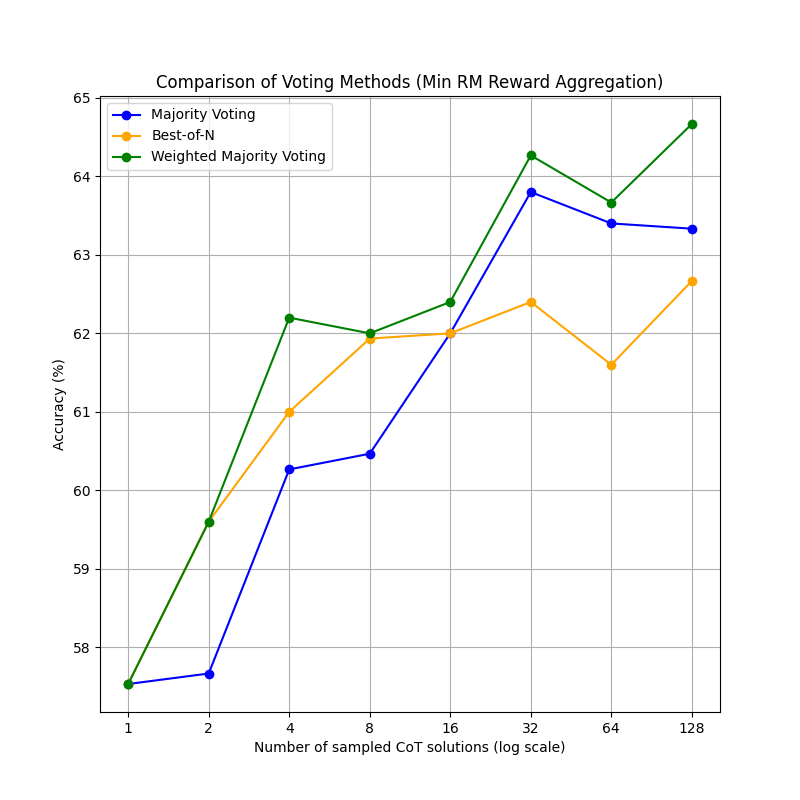 Comparison of Voting Methods (Min RM Reward Aggregation)
Majority Voting
Best-of-N
Weighted Majority Voting
65
64
63
62
61
60
59
58
Accuracy (%)
1 2 4 8 16 32 64 128
Number of sampled CoT solutions (log scale)